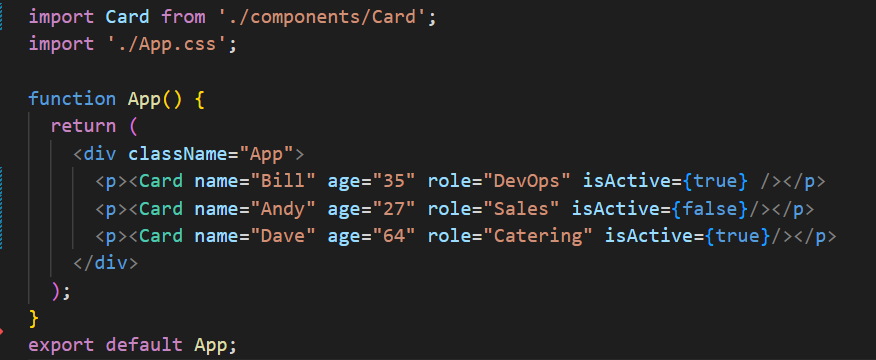 import Card from './components/Card';
import './App.css';

function App() {
  return (
    <div className="App">
      <p><Card name="Bill" age="35" role="DevOps" isActive={true} /></p>
      <p><Card name="Andy" age="27" role="Sales" isActive={false}/></p>
      <p><Card name="Dave" age="64" role="Catering" isActive={true}/></p>
    </div>
  );
}
export default App;